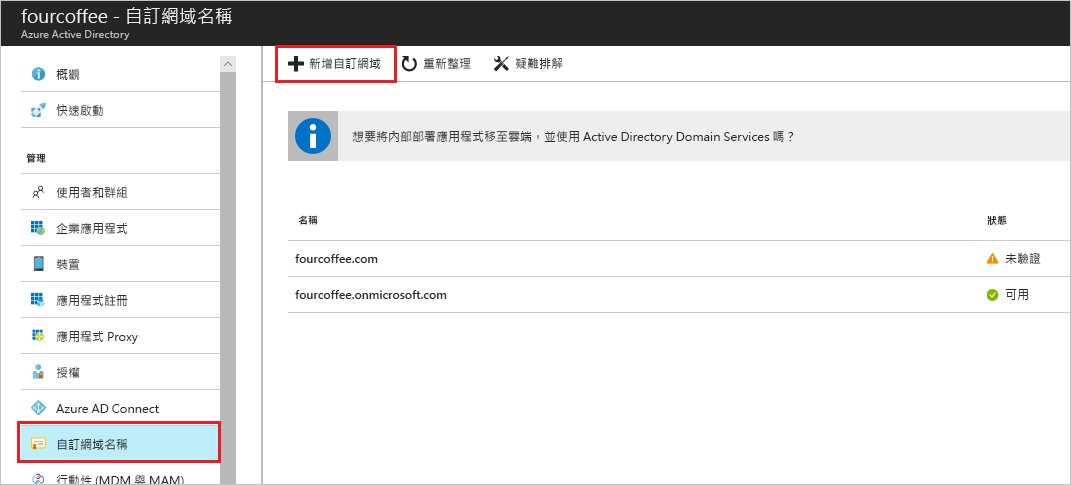 fourcoffee - 自訂網域名稱
Azure Active Directory
概觀
快速啟動
管理
使用者和群組
企業應用程式
裝置
應用程式註冊
應用程式 Proxy
授權
Azure AD Connect
自訂網域名稱
行動性 (MDM 與 MAM)
新增自訂網域 重新整理 疑難排解
想要將內部部署應用程式移至雲端，並使用 Active Directory Domain Services 嗎？
名稱 狀態
fourcoffee.com 未驗證
fourcoffee.onmicrosoft.com 可用